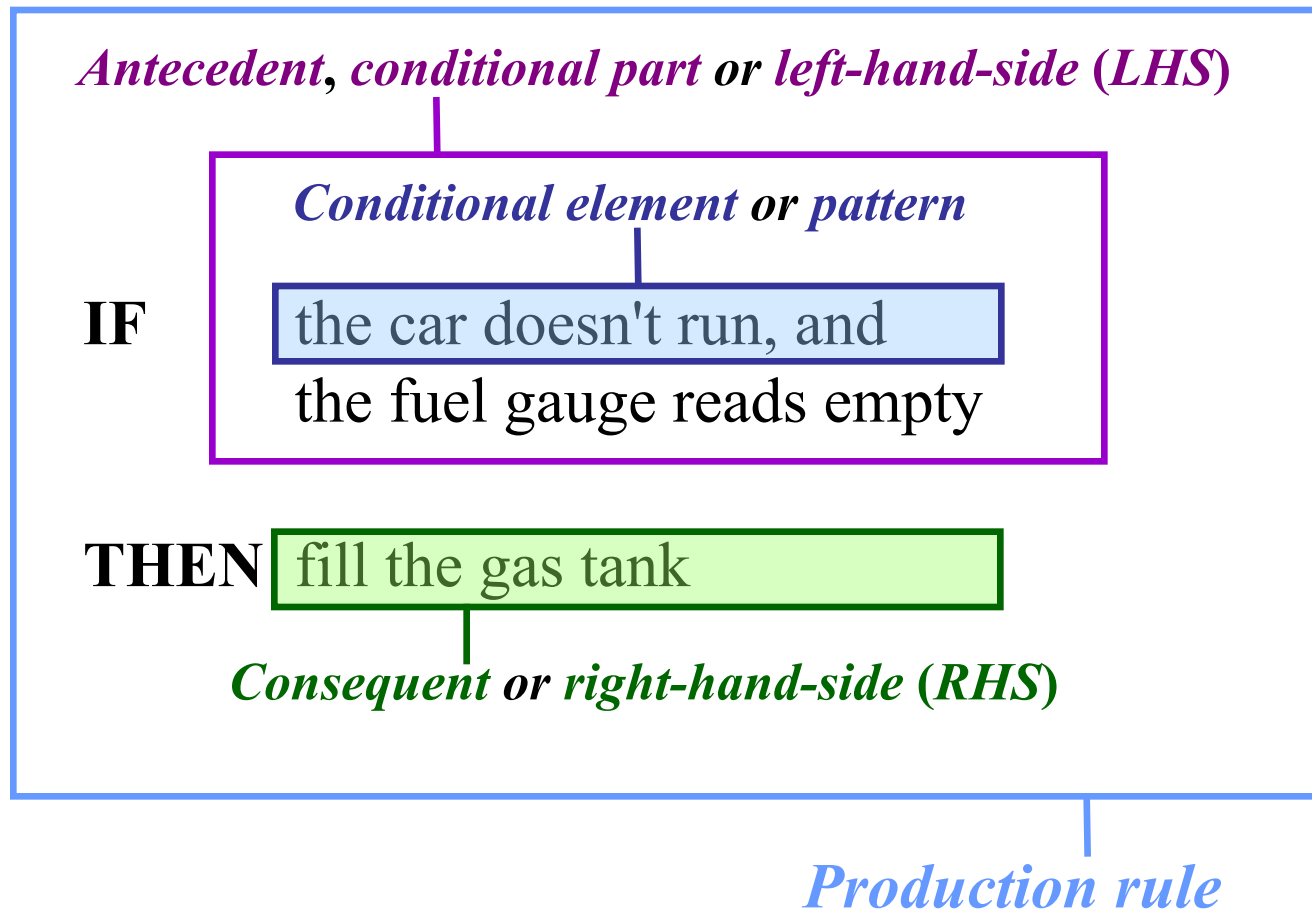 Antecedent, conditional part or left-hand-side (LHS)
Conditional element or pattern
IF the car doesn't run, and
the fuel gauge reads empty
THEN fill the gas tank
Consequent or right-hand-side (RHS)
Production rule